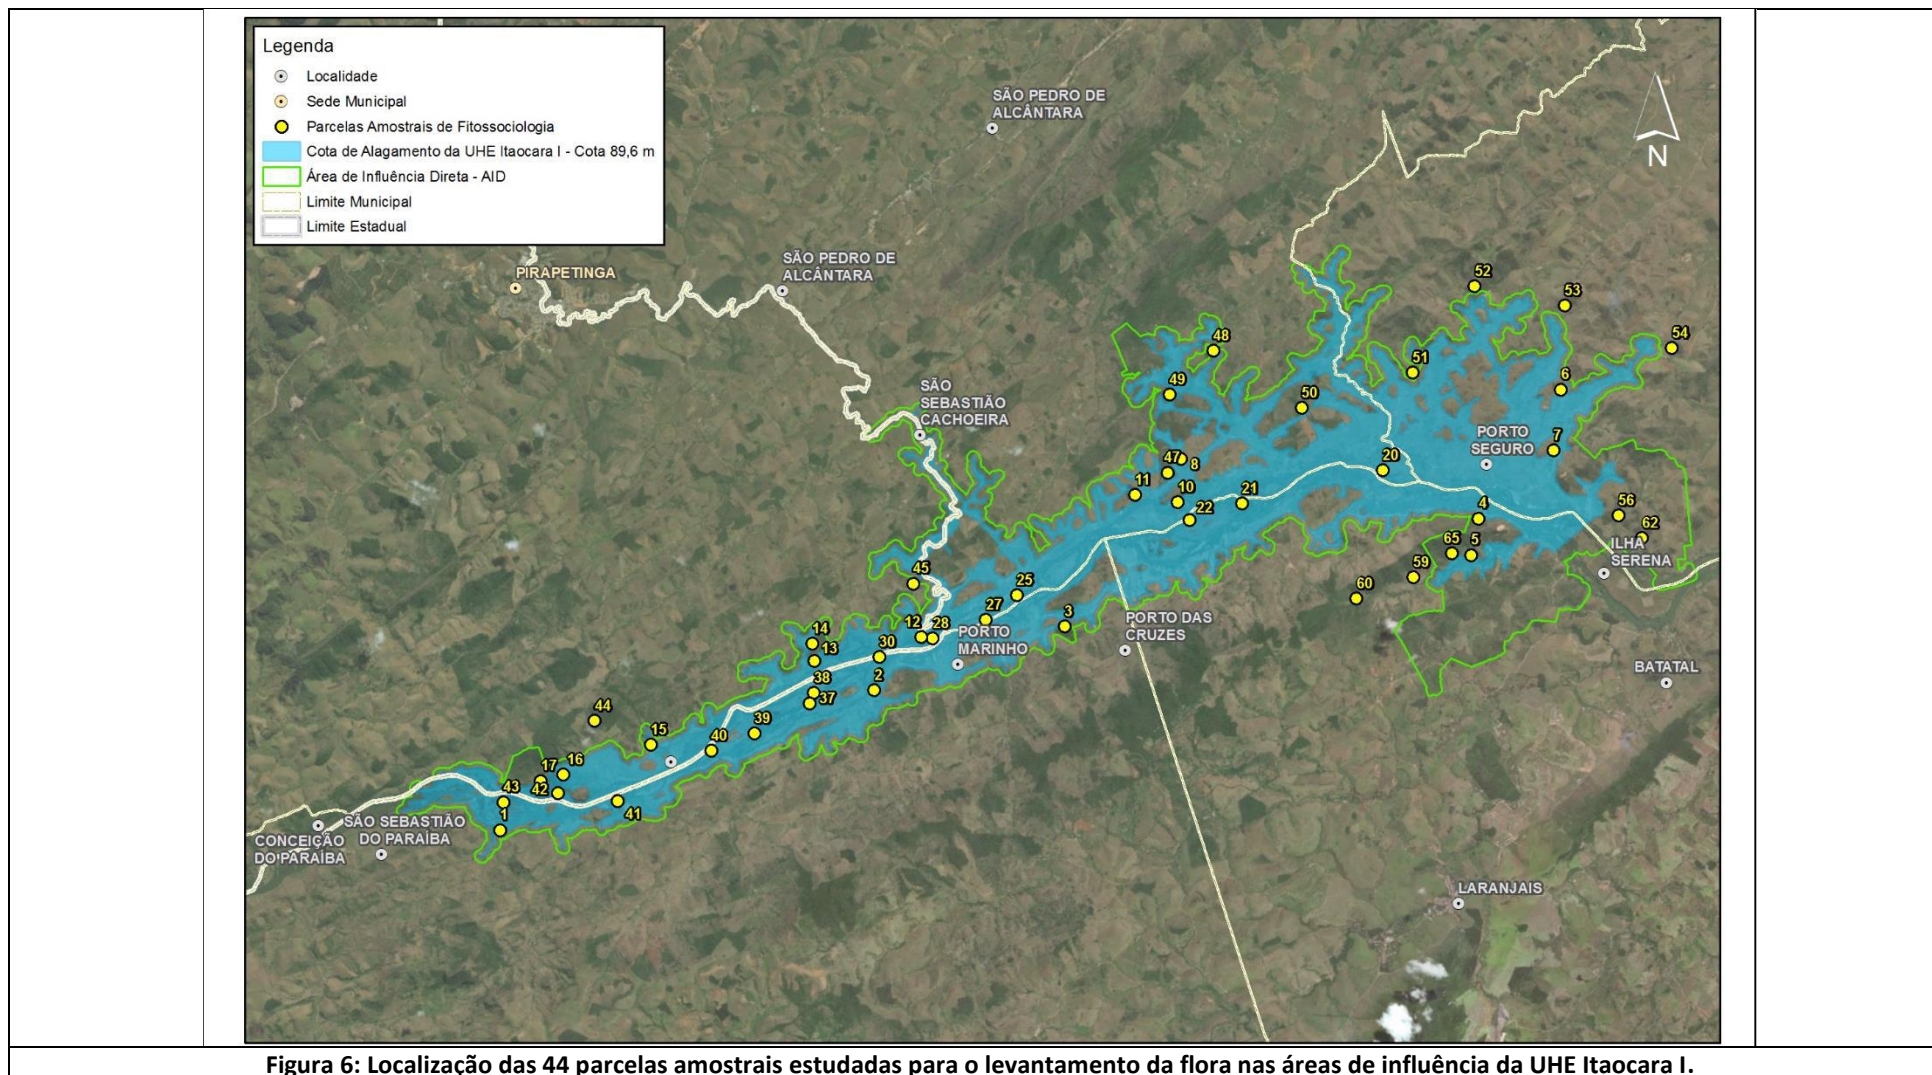 Legenda
Localidade
Sede Municipal
Parcelas Amostrais de Fitossociologia
Cota de Alagamento da UHE Itaocara I - Cota 89,6 m
Área de Influência Direta - AID
Limite Municipal
Limite Estadual
N
SÃO PEDRO DE
ALCÂNTARA
SÃO PEDRO DE
ALCÂNTARA
PIRAPETINGA
SÃO
SEBASTIÃO
CACHOEIRA
52
53
54
48
51
6
49
50
PORTO
SEGURO
7
47
8
20
11
10
21
22
4
56
62
65
5
ILHA
SERENA
59
60
45
25
27
3
12
28
PORTO
MARINHO
PORTO DAS
CRUZES
14
13
30
BATATAL
38
37
2
44
15
39
40
17
16
43
42
41
1
SÃO SEBASTIÃO
DO PARAÍBA
CONCEIÇÃO
DO PARAÍBA
LARANJAIS
Figura 6: Localização das 44 parcelas amostrais estudadas para o levantamento da flora nas áreas de influência da UHE Itaocara I.